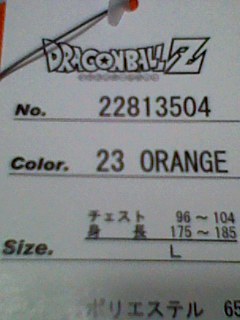 DRAGONBALL Z
No. 22813504
Color. 23 ORANGE
チェスト 96～104
身長 175～185
Size. L
ポリエステル 65